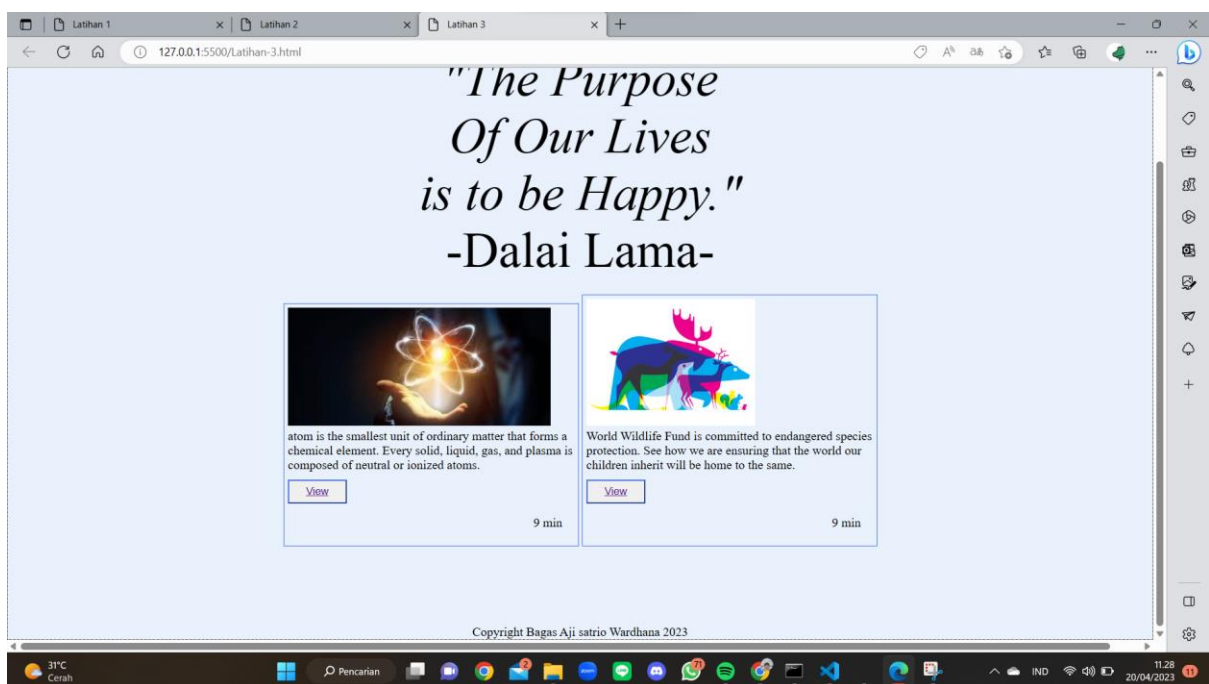 Latihan 1
Latihan 2
Latihan 3
127.0.0.1:5500/Latihan-3.html
"The Purpose
Of Our Lives
is to be Happy."
-Dalai Lama-
atom is the smallest unit of ordinary matter that forms a
chemical element. Every solid, liquid, gas, and plasma is
composed of neutral or ionized atoms.
View
9 min
World Wildlife Fund is committed to endangered species
protection. See how we are ensuring that the world our
children inherit will be home to the same.
View
9 min
Copyright Bagas Aji satrio Wardhana 2023
31°C
Cerah
Pencarian
IND
11.28
20/04/2023